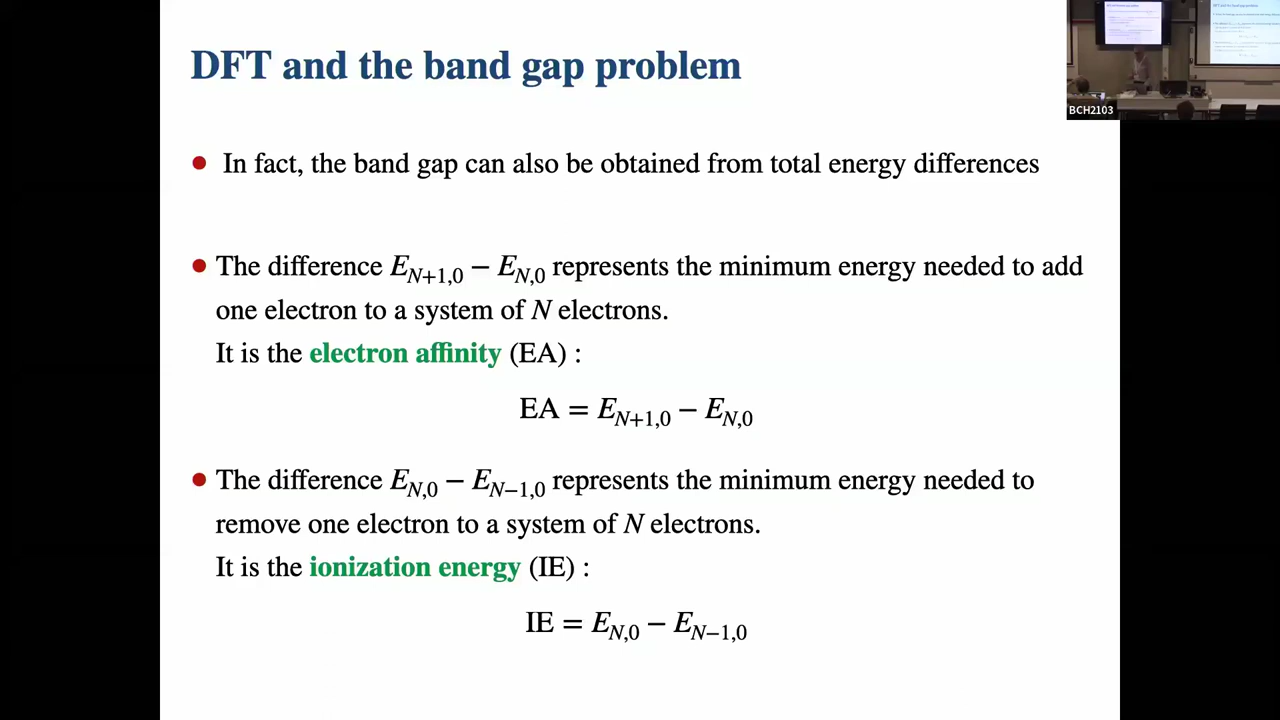 DFT and the band gap problem
BCH2103
• In fact, the band gap can also be obtained from total energy differences
• The difference E_{N+1,0} − E_{N,0} represents the minimum energy needed to add
one electron to a system of N electrons.
It is the electron affinity (EA) :
EA = E_{N+1,0} − E_{N,0}
• The difference E_{N,0} − E_{N−1,0} represents the minimum energy needed to
remove one electron to a system of N electrons.
It is the ionization energy (IE) :
IE = E_{N,0} − E_{N−1,0}